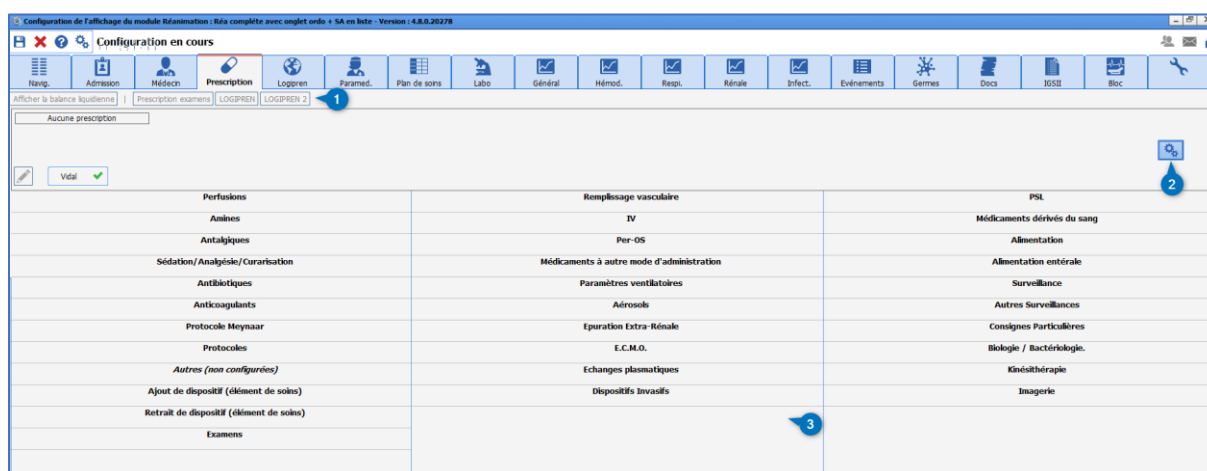 Configuration de l'affichage du module Réanimation : Réa complète avec onglet ordo + SA en liste - Version : 4.8.0.20278
Configuration en cours
Navig. Admission Médecin Prescription Logipren Paramed. Plan de soins Labo Général Hémod. Respi. Rénale Infect. Evénements Germes Docs IGSII Bloc
Afficher la balance liquidienne | Prescription examens LOGIPREN LOGIPREN 2 1
Aucune prescription
2
Vidal
Perfusions Remplissage vasculaire PSL
Amines IV Médicaments dérivés du sang
Antalgiques Per-OS Alimentation
Sédation/Analgésie/Curarisation Médicaments à autre mode d'administration Alimentation entérale
Antibiotiques Paramètres ventilatoires Surveillance
Anticoagulants Aérosols Autres Surveillances
Protocole Meynaar Epuration Extra-Rénale Consignes Particulières
Protocoles E.C.M.O. Biologie / Bactériologie.
Autres (non configurées) Echanges plasmatiques Kinésithérapie
Ajout de dispositif (élément de soins) Dispositifs Invasifs Imagerie
Retrait de dispositif (élément de soins) 3
Examens